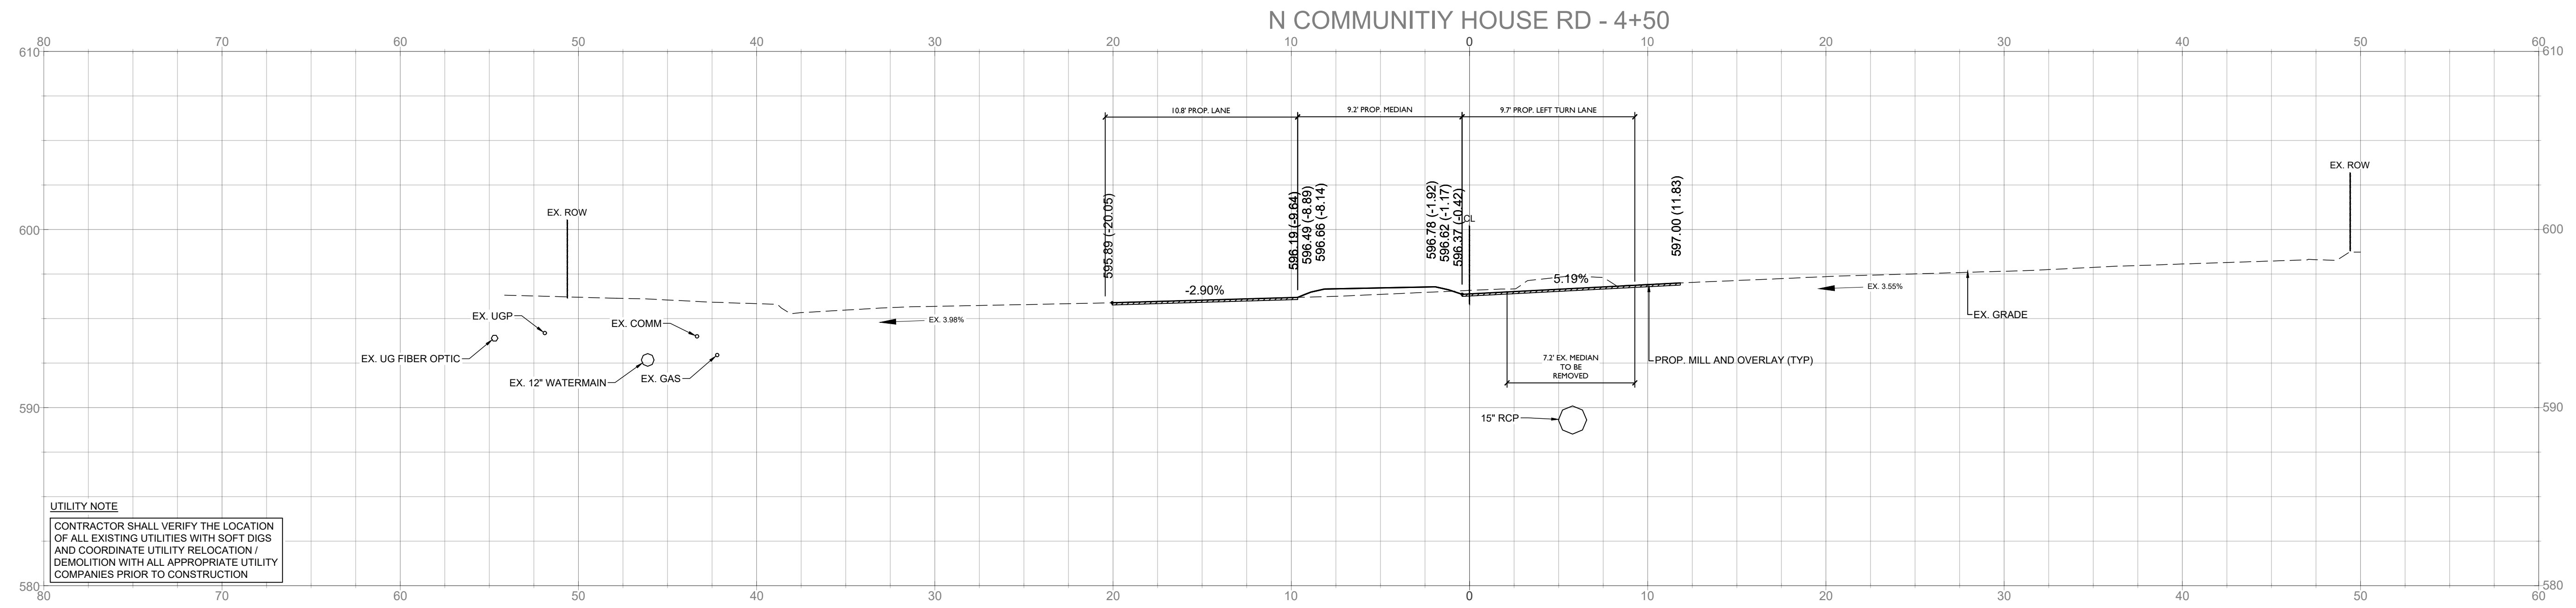 N COMMUNITIY HOUSE RD - 4+50
80 70 60 50 40 30 20 10 0 10 20 30 40 50 60
610 610
10.8' PROP. LANE
9.2' PROP. MEDIAN
9.7' PROP. LEFT TURN LANE
EX. ROW
EX. ROW
595.89 (-20.05)
596.19 (-9.64)
596.49 (-8.89)
596.66 (-8.14)
596.78 (-1.92)
596.62 (-1.17)
596.37 (-0.42)
CL
597.00 (11.83)
600 600
-2.90%
5.19%
EX. 3.98%
EX. 3.55%
EX. UGP
EX. COMM
EX. GRADE
EX. UG FIBER OPTIC
EX. 12" WATERMAIN
EX. GAS
7.2' EX. MEDIAN
TO BE
REMOVED
PROP. MILL AND OVERLAY (TYP)
590 590
15" RCP
UTILITY NOTE
CONTRACTOR SHALL VERIFY THE LOCATION
OF ALL EXISTING UTILITIES WITH SOFT DIGS
AND COORDINATE UTILITY RELOCATION /
DEMOLITION WITH ALL APPROPRIATE UTILITY
COMPANIES PRIOR TO CONSTRUCTION
580 580
80 70 60 50 40 30 20 10 0 10 20 30 40 50 60